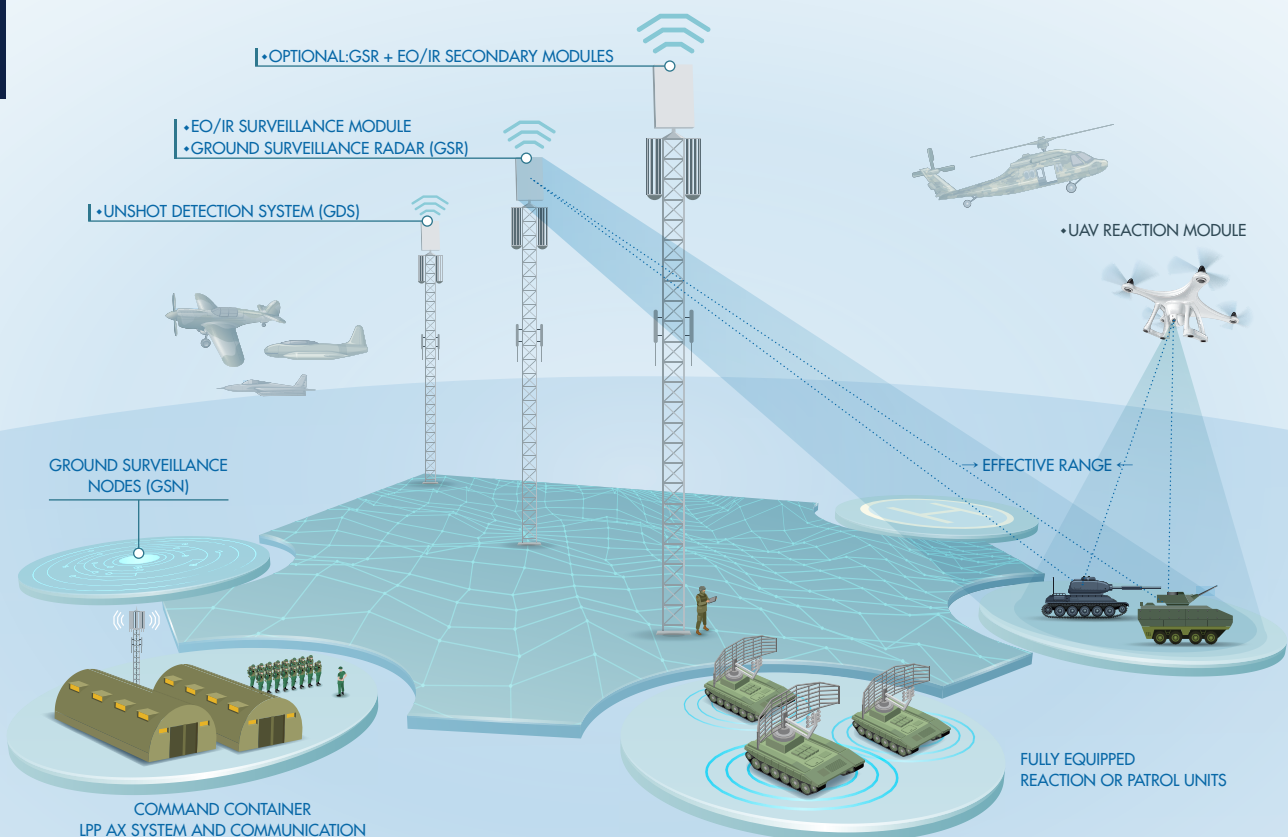 ◆OPTIONAL:GSR + EO/IR SECONDARY MODULES
◆EO/IR SURVEILLANCE MODULE
◆GROUND SURVEILLANCE RADAR (GSR)
◆UNSHOT DETECTION SYSTEM (GDS)
◆UAV REACTION MODULE
GROUND SURVEILLANCE
NODES (GSN)
→ EFFECTIVE RANGE ←
H
FULLY EQUIPPED
REACTION OR PATROL UNITS
COMMAND CONTAINER
LPP AX SYSTEM AND COMMUNICATION